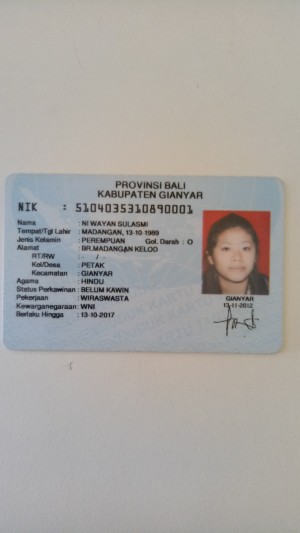 PROVINSI BALI
KABUPATEN GIANYAR
NIK : 5104035310890001
Nama : NI WAYAN SULASMI
Tempat/Tgl Lahir : MADANGAN, 13-10-1989
Jenis Kelamin : PEREMPUAN Gol. Darah : O
Alamat : BR.MADANGAN KELOD
RT/RW : - / -
Kel/Desa : PETAK
Kecamatan : GIANYAR
Agama : HINDU
Status Perkawinan : BELUM KAWIN
Pekerjaan : WIRASWASTA
Kewarganegaraan : WNI
Berlaku Hingga : 13-10-2017
GIANYAR
13-11-2012